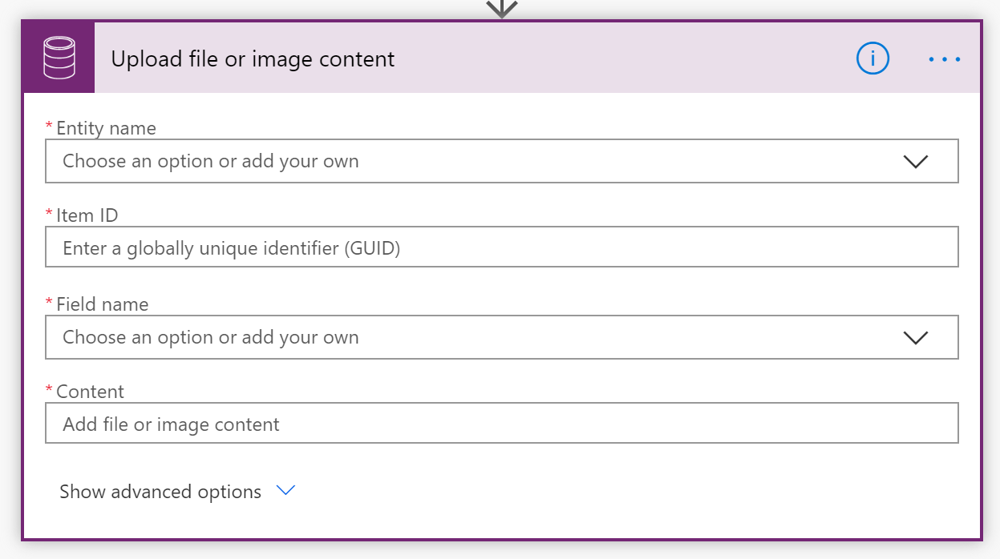 Upload file or image content
* Entity name
Choose an option or add your own
* Item ID
Enter a globally unique identifier (GUID)
* Field name
Choose an option or add your own
* Content
Add file or image content
Show advanced options